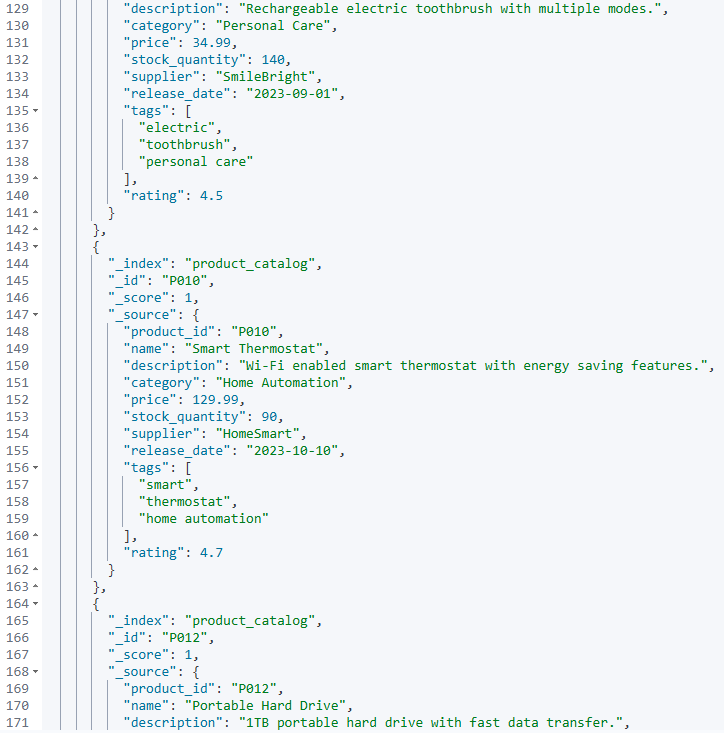 129 "description": "Rechargeable electric toothbrush with multiple modes.",
130 "category": "Personal Care",
131 "price": 34.99,
132 "stock_quantity": 140,
133 "supplier": "SmileBright",
134 "release_date": "2023-09-01",
135 "tags": [
136 "electric",
137 "toothbrush",
138 "personal care"
139 ],
140 "rating": 4.5
141 }
142 },
143 {
144 "_index": "product_catalog",
145 "_id": "P010",
146 "_score": 1,
147 "_source": {
148 "product_id": "P010",
149 "name": "Smart Thermostat",
150 "description": "Wi-Fi enabled smart thermostat with energy saving features.",
151 "category": "Home Automation",
152 "price": 129.99,
153 "stock_quantity": 90,
154 "supplier": "HomeSmart",
155 "release_date": "2023-10-10",
156 "tags": [
157 "smart",
158 "thermostat",
159 "home automation"
160 ],
161 "rating": 4.7
162 }
163 },
164 {
165 "_index": "product_catalog",
166 "_id": "P012",
167 "_score": 1,
168 "_source": {
169 "product_id": "P012",
170 "name": "Portable Hard Drive",
171 "description": "1TB portable hard drive with fast data transfer.",